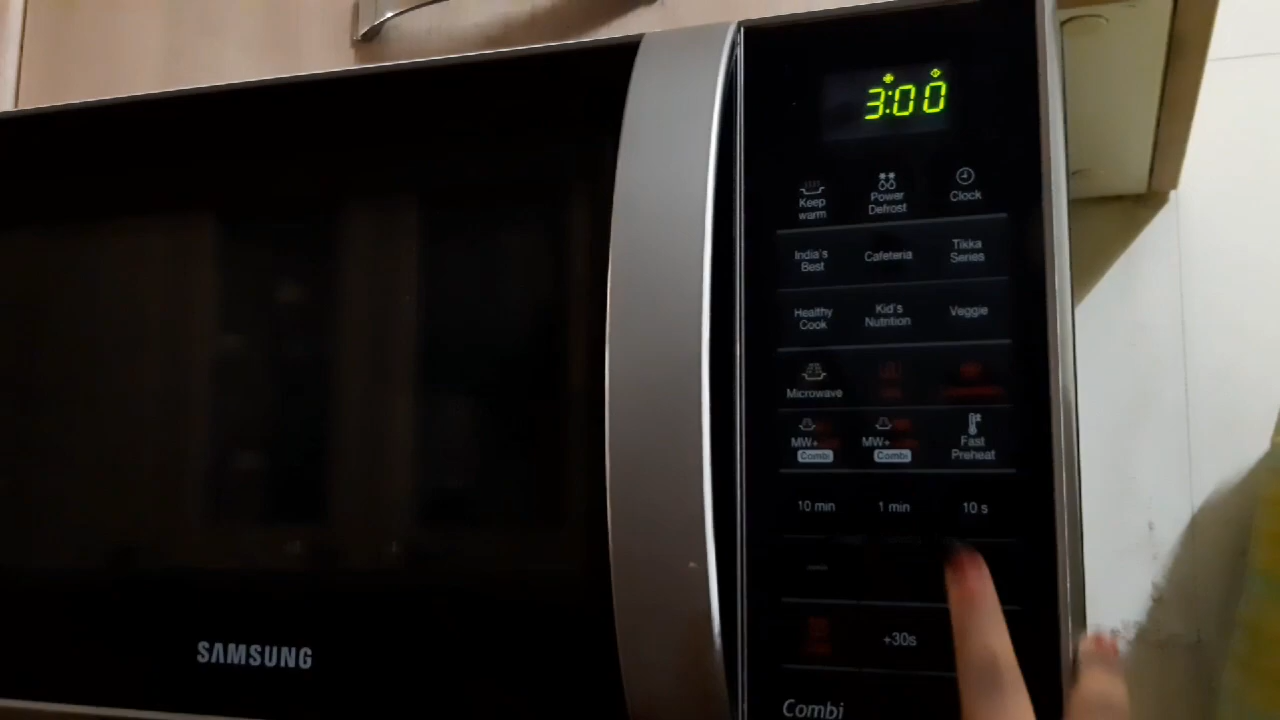 3:00
Keep
warm
Power
Defrost
Clock
India's
Best
Cafeteria
Tikka
Series
Healthy
Cook
Kid's
Nutrition
Veggie
Microwave
MW+
Combi
MW+
Combi
Fast
Preheat
10 min
1 min
10 s
+30s
SAMSUNG
Combi